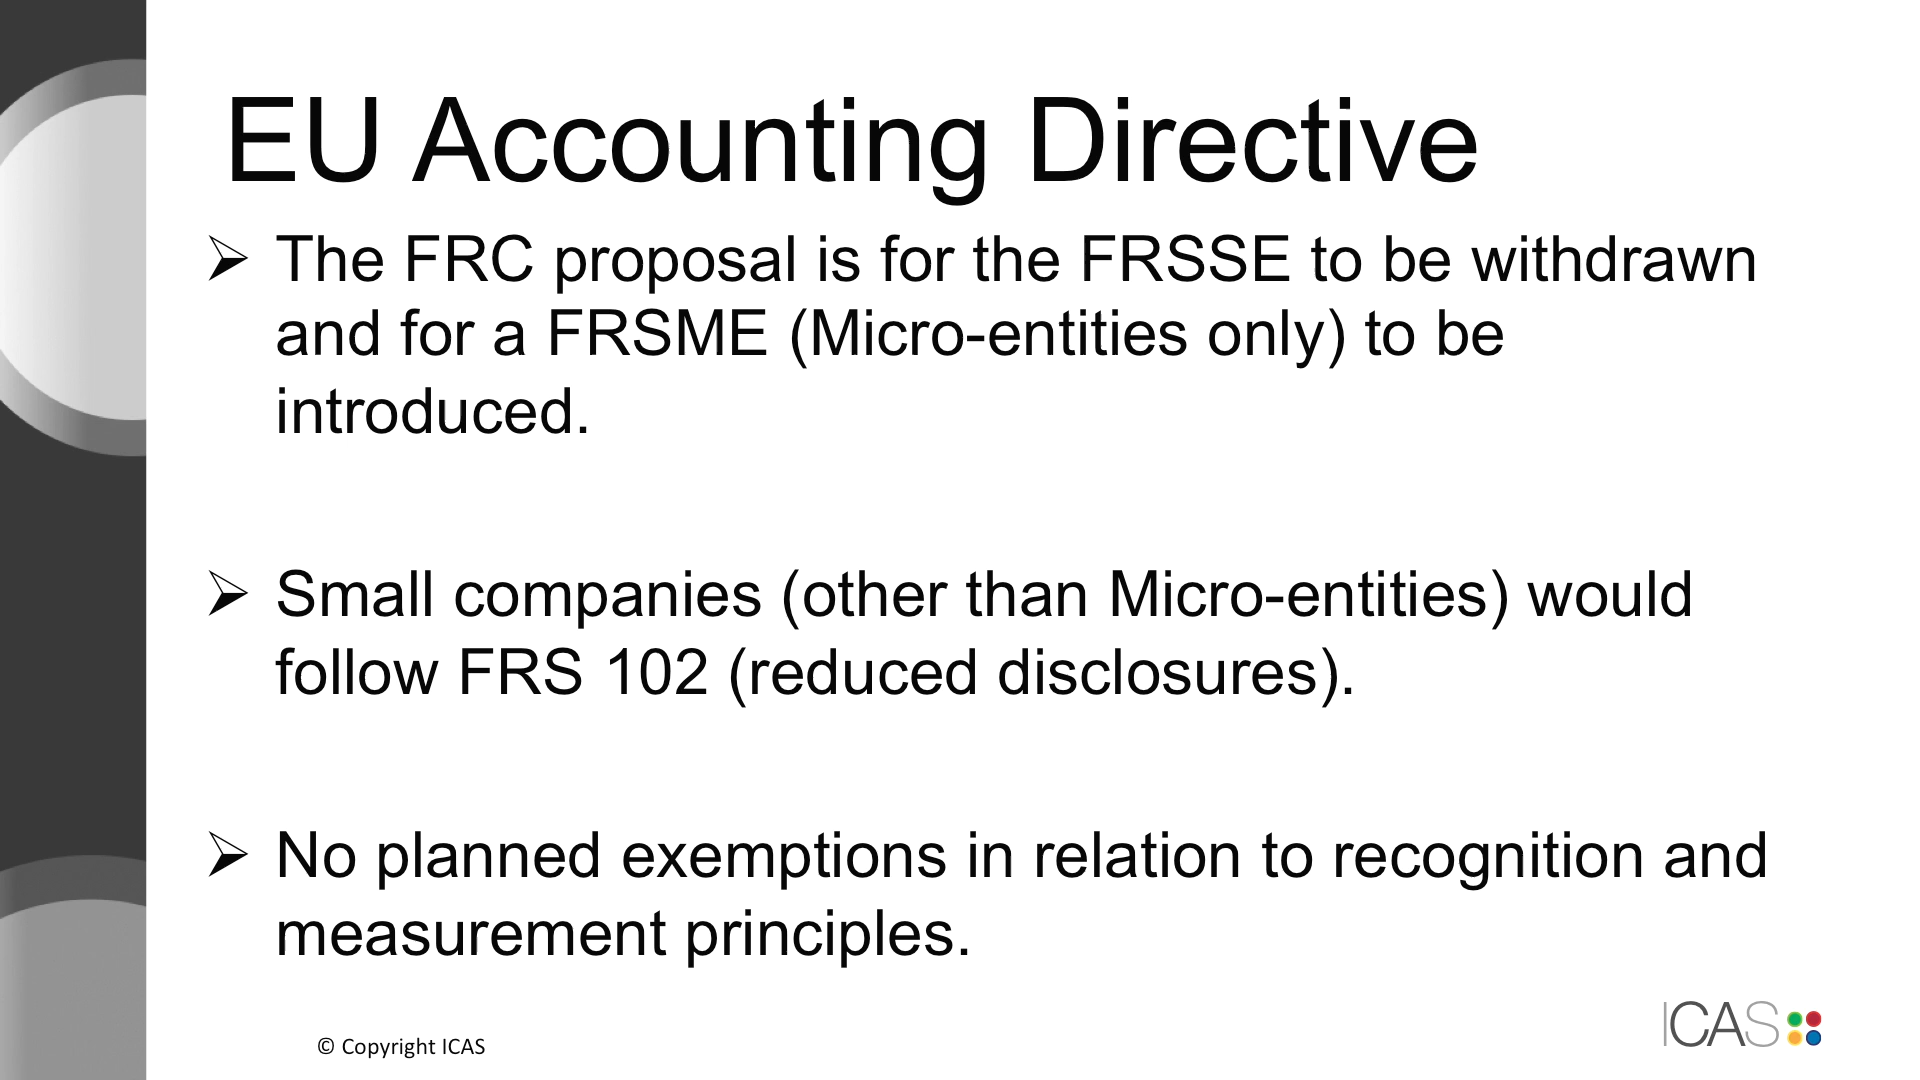 EU Accounting Directive
➢ The FRC proposal is for the FRSSE to be withdrawn
and for a FRSME (Micro-entities only) to be
introduced.
➢ Small companies (other than Micro-entities) would
follow FRS 102 (reduced disclosures).
➢ No planned exemptions in relation to recognition and
measurement principles.
© Copyright ICAS
ICAS